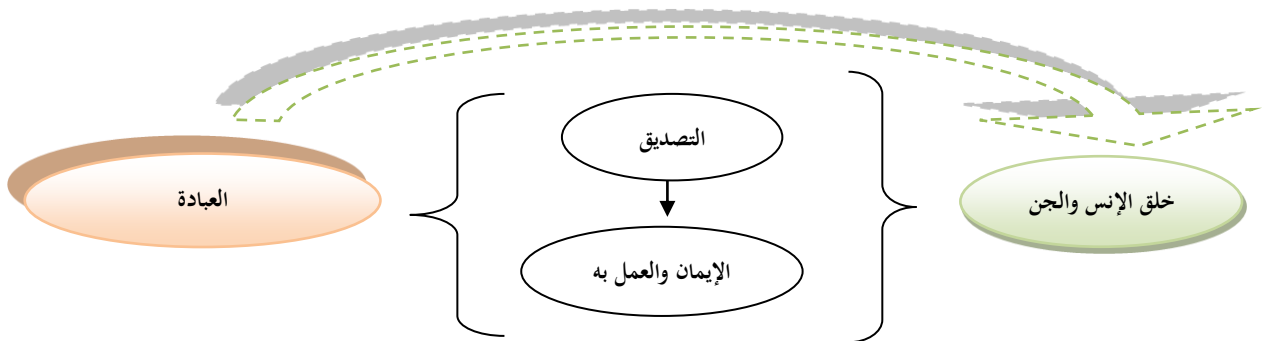 خلق الإنس والجن
التصديق
الإيمان والعمل به
العبادة